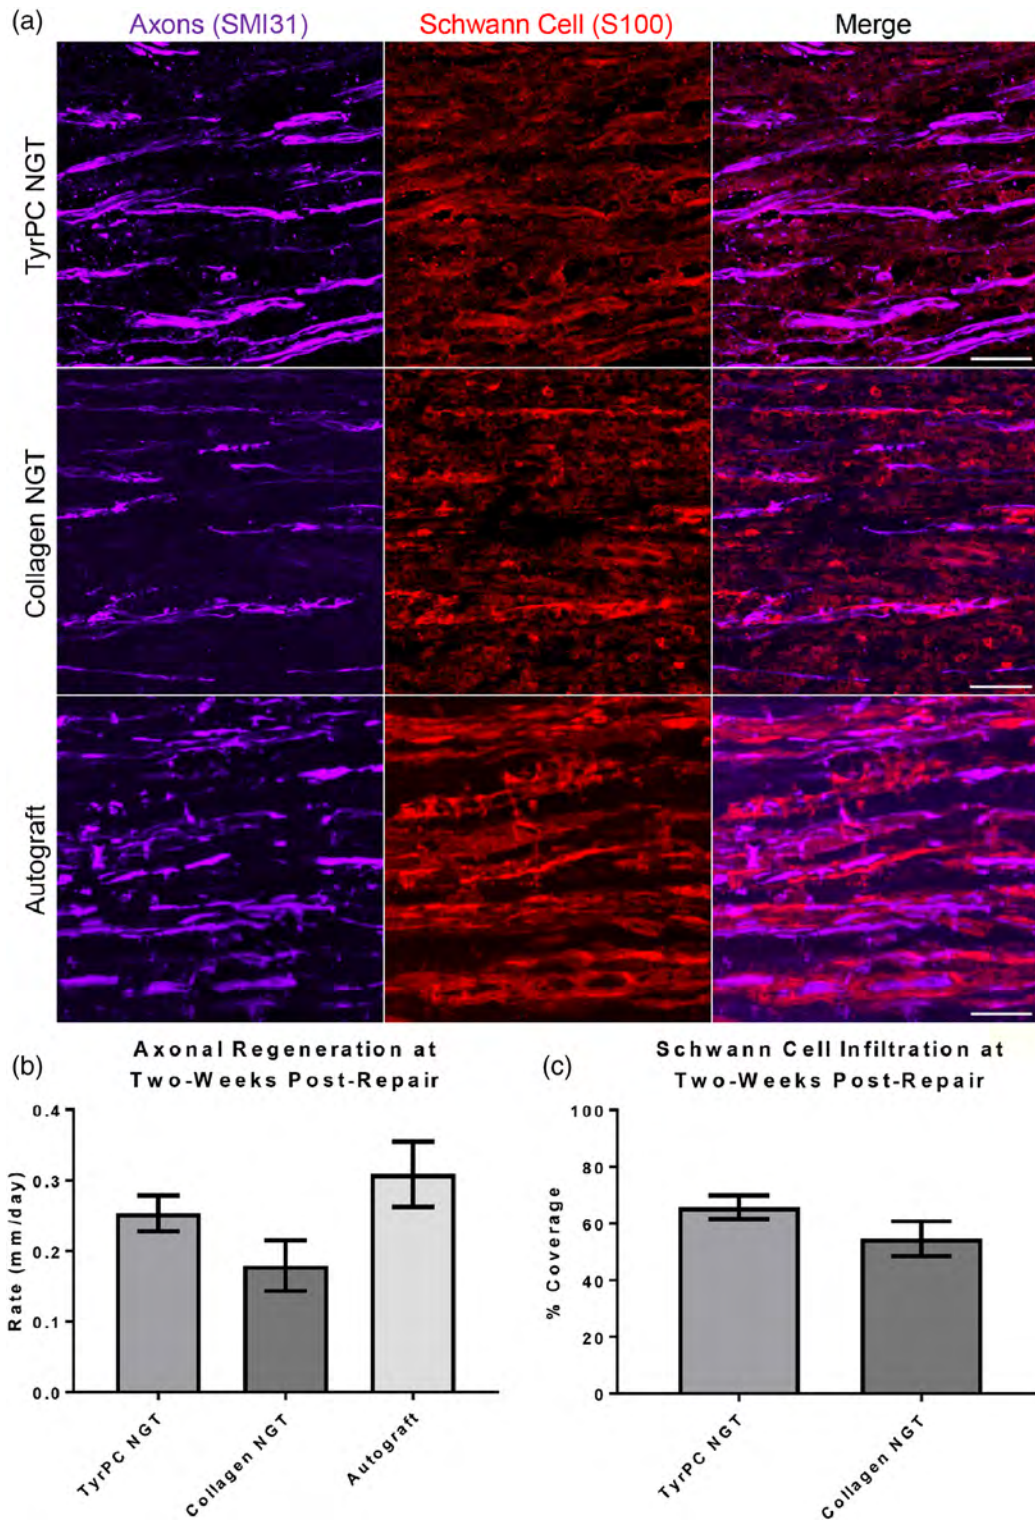 (a)
Axons (SMI31)
Schwann Cell (S100)
Merge
TyrPC NGT
Collagen NGT
Autograft
(b)
Axonal Regeneration at
Two-Weeks Post-Repair
Rate (mm/day)
0.4
0.3
0.2
0.1
0.0
TyrPC NGT
Collagen NGT
Autograft
(c)
Schwann Cell Infiltration at
Two-Weeks Post-Repair
% Coverage
100
80
60
40
20
0
TyrPC NGT
Collagen NGT